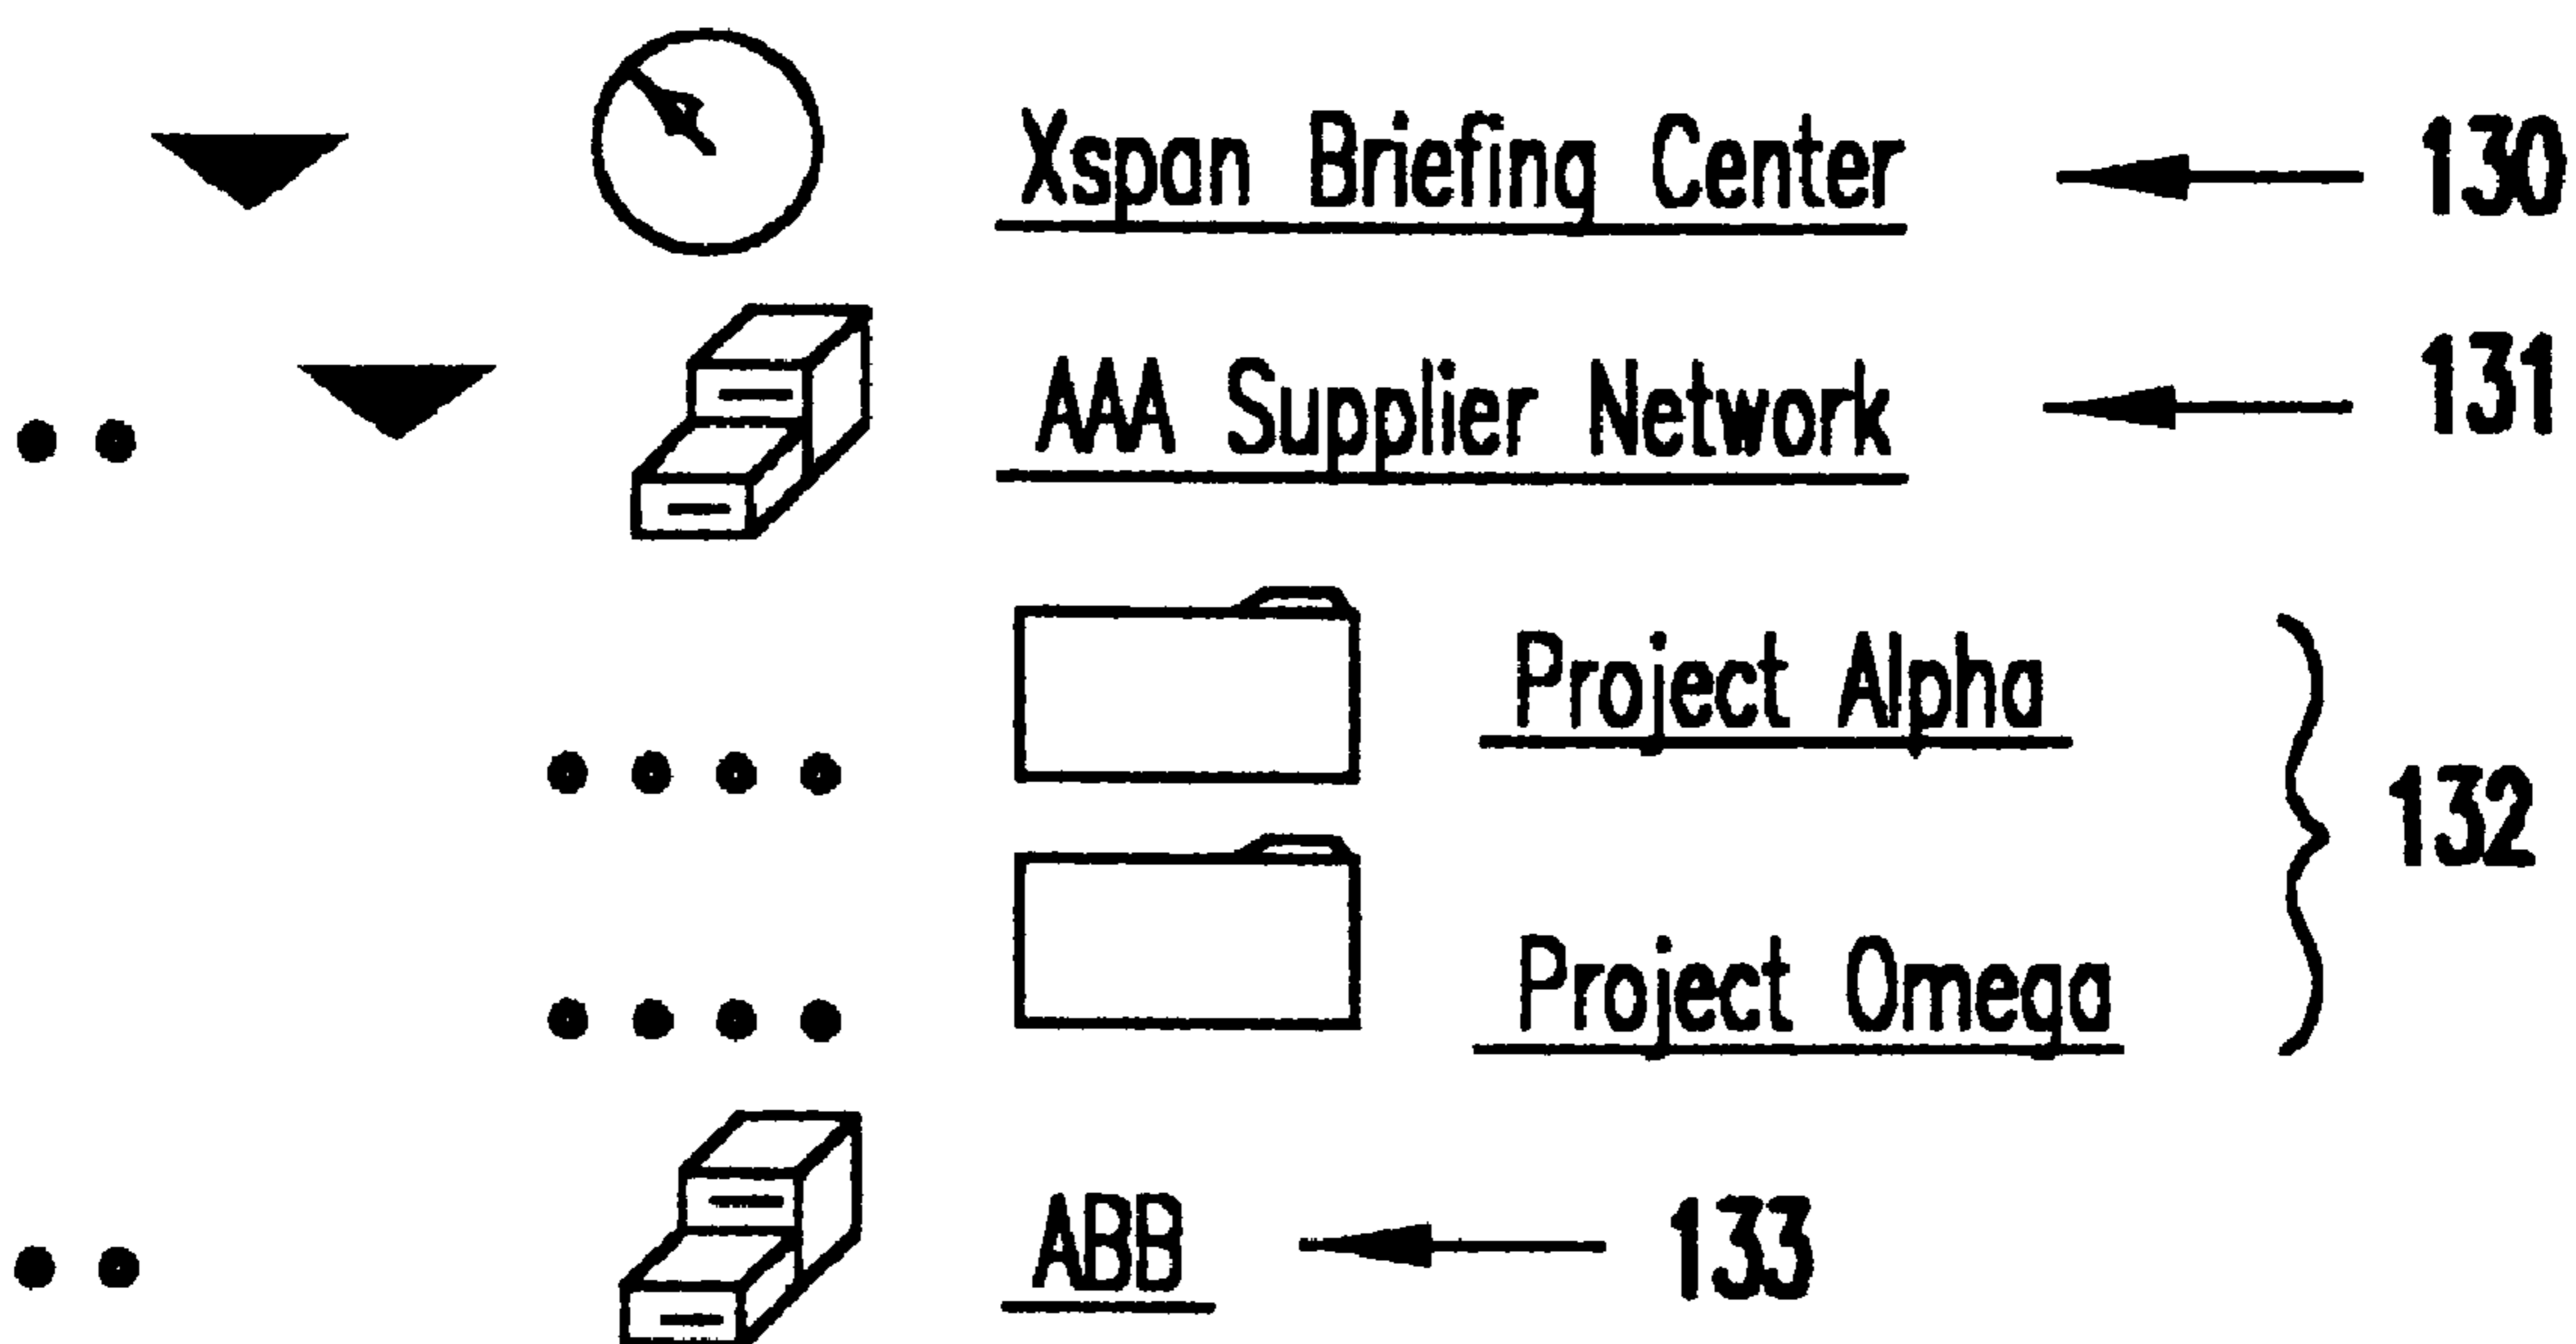 Xspan Briefing Center 130
AAA Supplier Network 131
Project Alpha
132
Project Omega
ABB 133